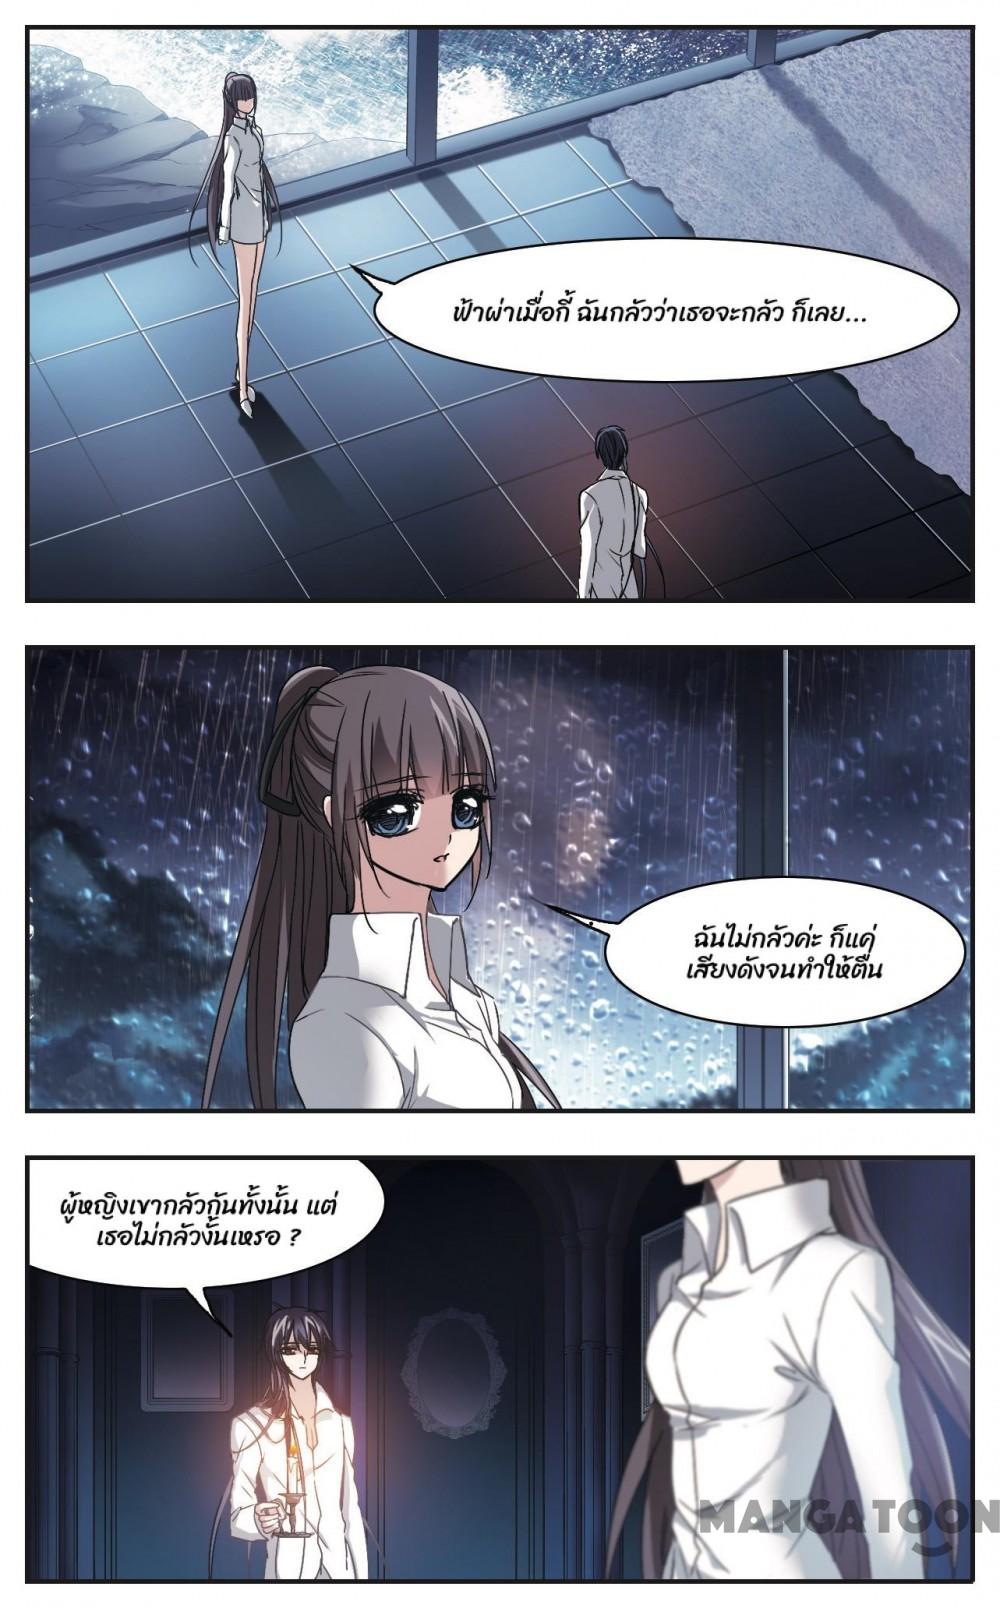 ฟ้าผ่าเมื่อกี้ ฉันกลัวว่าเธอจะกลัว ก็เลย...
ฉันไม่กลัวค่ะ ก็แค่
เสียงดังจนทำให้ตื่น
ผู้หญิงเขากลัวกันทั้งนั้น แต่
เธอไม่กลัวงั้นเหรอ ?
MANGATOON